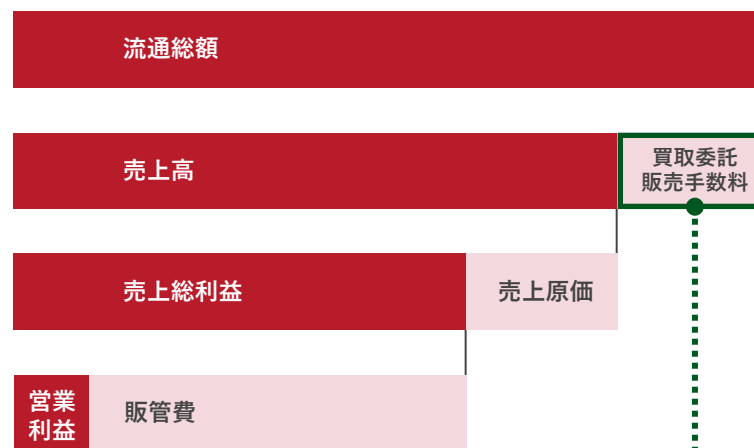 流通総額
売上高
買取委託
販売手数料
売上総利益
売上原価
営業
利益
販管費